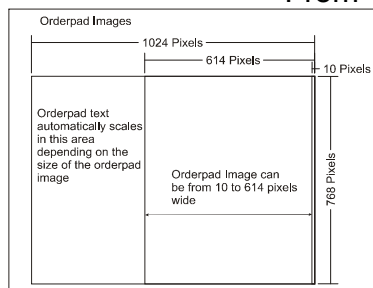 Orderpad Images
1024 Pixels
614 Pixels
10 Pixels
Orderpad text
automatically scales
in this area
depending on the
size of the orderpad
image
Orderpad Image can
be from 10 to 614 pixels
wide
768 Pixels